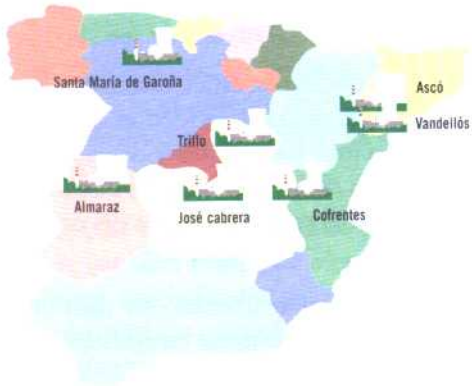 Santa María de Garoña
Ascó
Vandellós
Trillo
Almaraz
José cabrera
Cofrentes